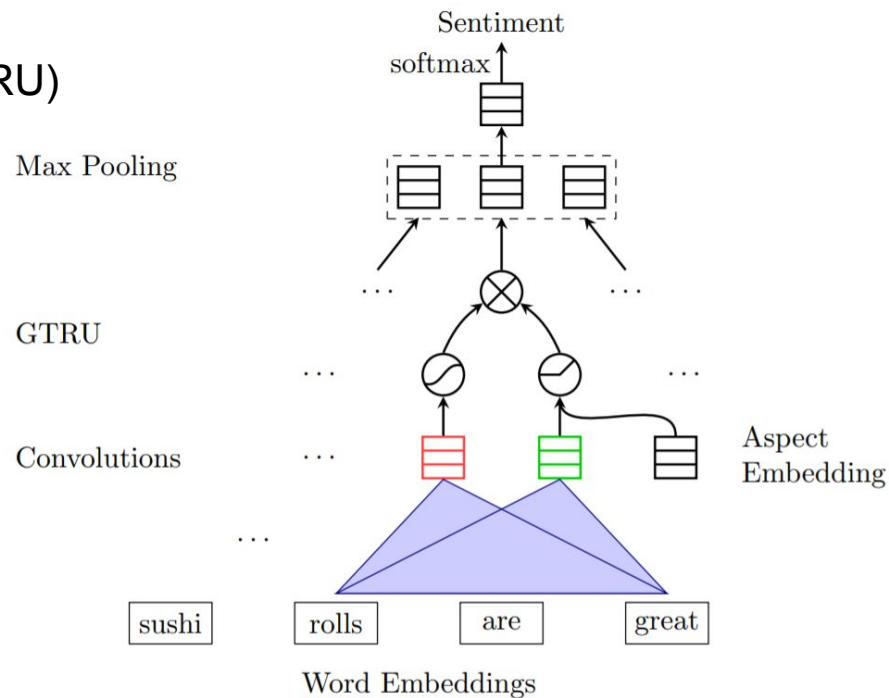 Sentiment
softmax
RU)
Max Pooling
. . .
. . .
GTRU
. . .
. . .
Convolutions
. . .
Aspect
Embedding
. . .
sushi
rolls
are
great
Word Embeddings